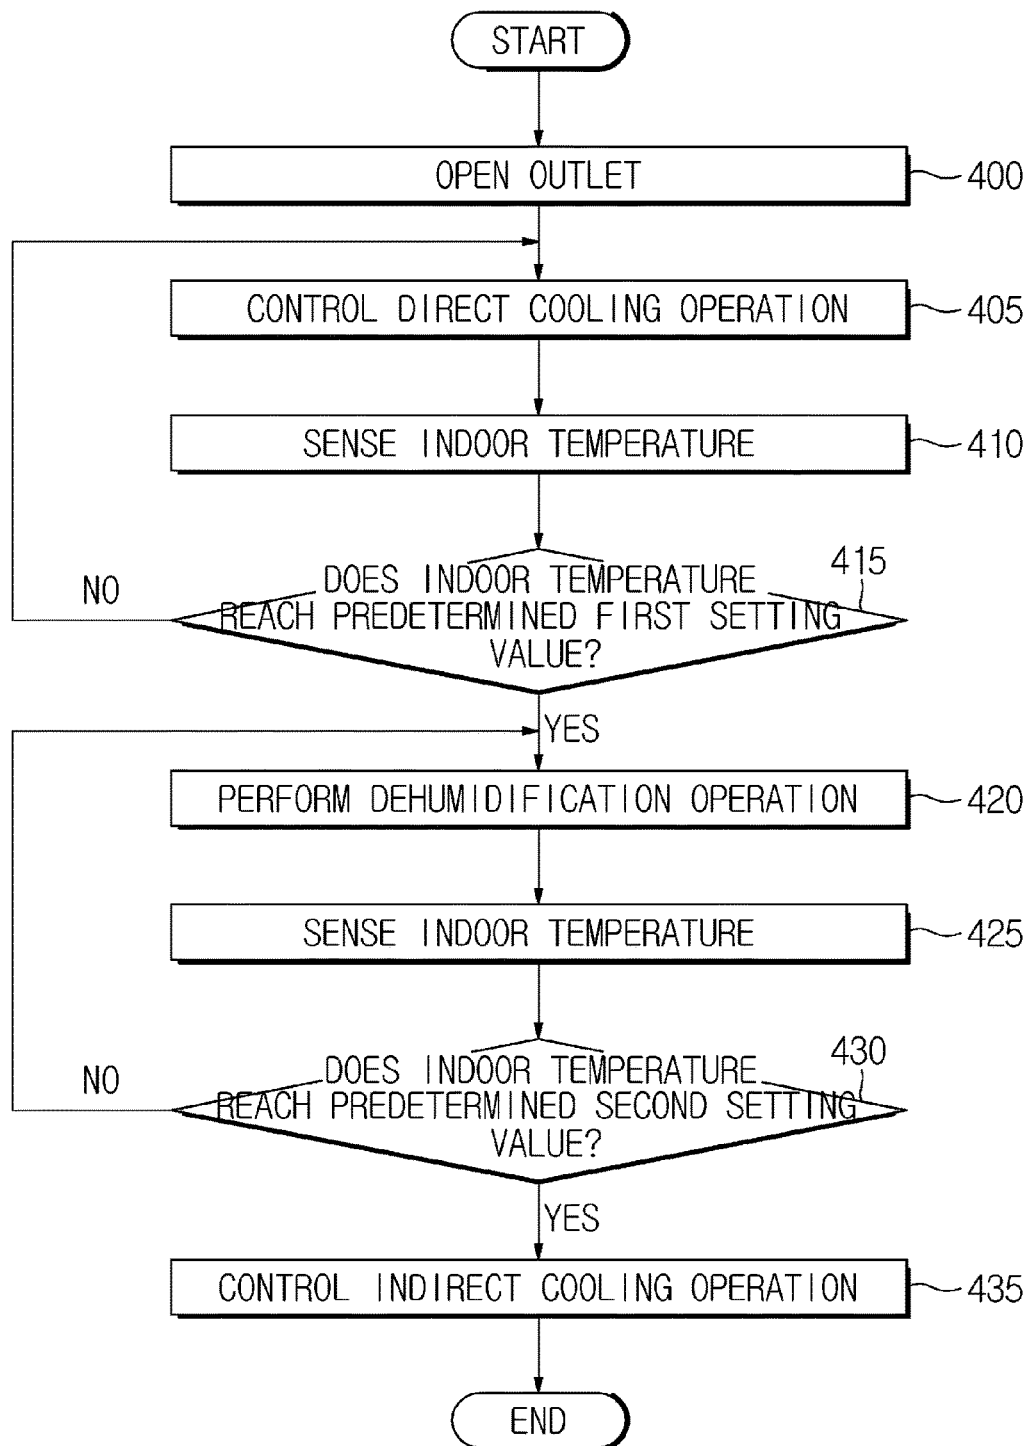 START
OPEN OUTLET
400
CONTROL DIRECT COOLING OPERATION
405
SENSE INDOOR TEMPERATURE
410
415
DOES INDOOR TEMPERATURE
REACH PREDETERMINED FIRST SETTING
VALUE?
NO
YES
PERFORM DEHUMIDIFICATION OPERATION
420
SENSE INDOOR TEMPERATURE
425
430
DOES INDOOR TEMPERATURE
REACH PREDETERMINED SECOND SETTING
VALUE?
NO
YES
CONTROL INDIRECT COOLING OPERATION
435
END